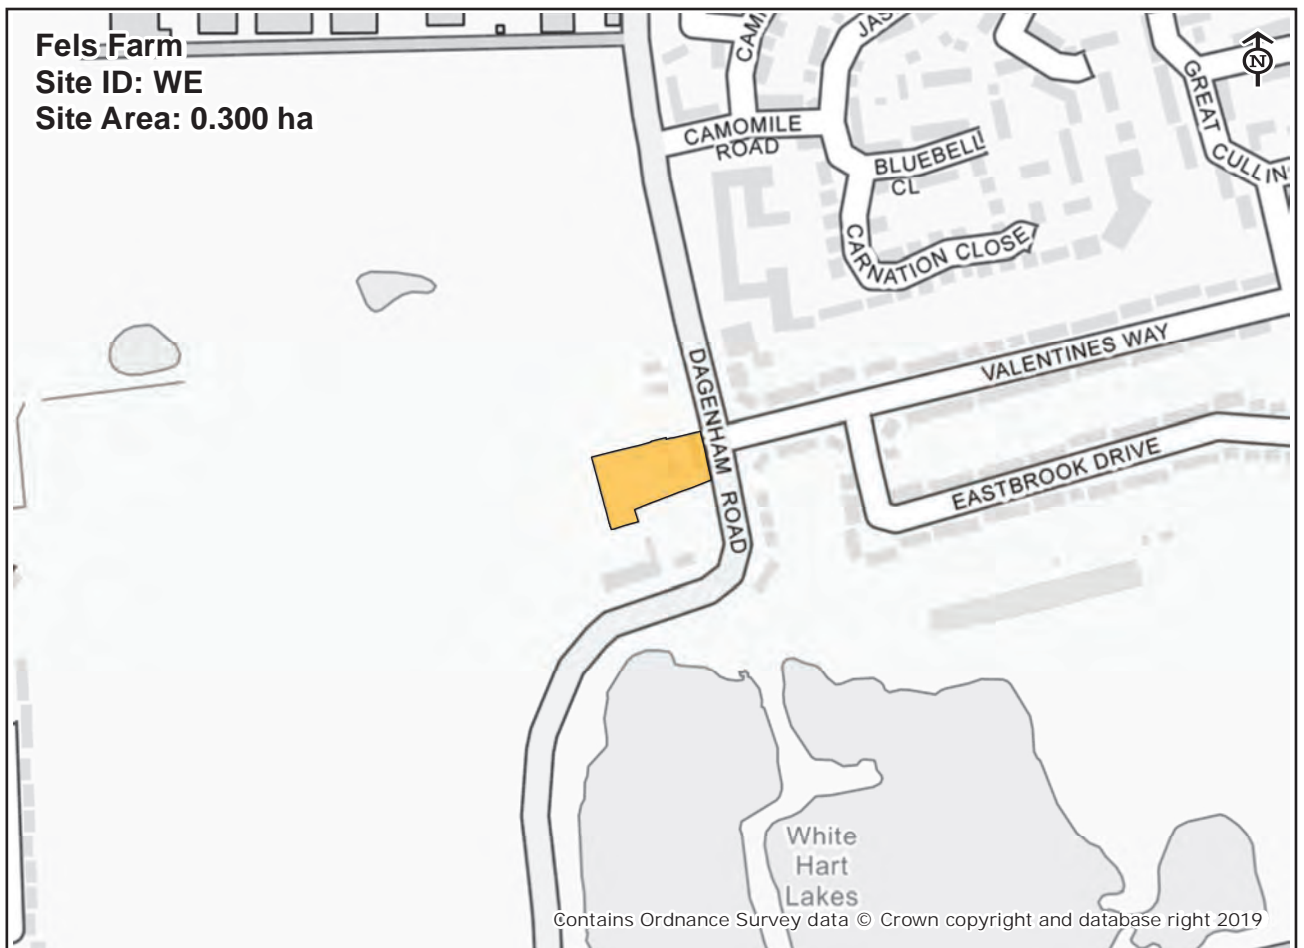 Fels Farm
Site ID: WE
Site Area: 0.300 ha
N
CAMOMILE
ROAD
BLUEBELL
CL
CARNATION CLOSE
GREAT
VALENTINES WAY
DAGENHAM ROAD
EASTBROOK DRIVE
White
Hart
Lakes
Contains Ordnance Survey data © Crown copyright and database right 2019